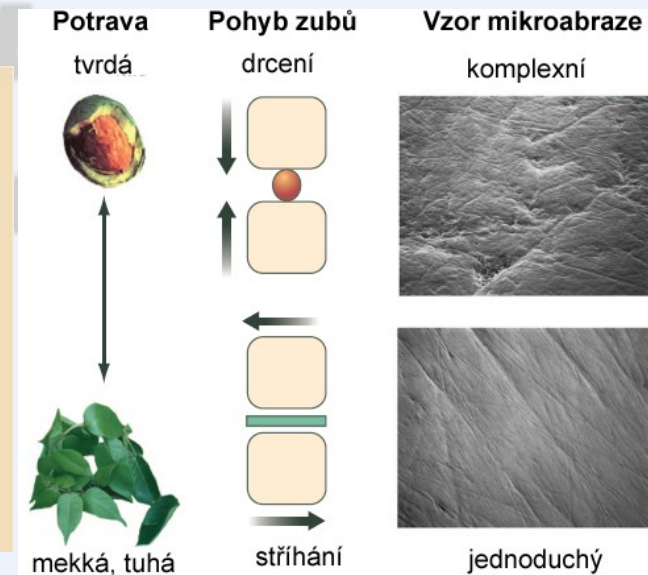 Potrava Pohyb zubů Vzor mikroabraze
tvrdá drcení komplexní
mekká, tuhá stříhání jednoduchý